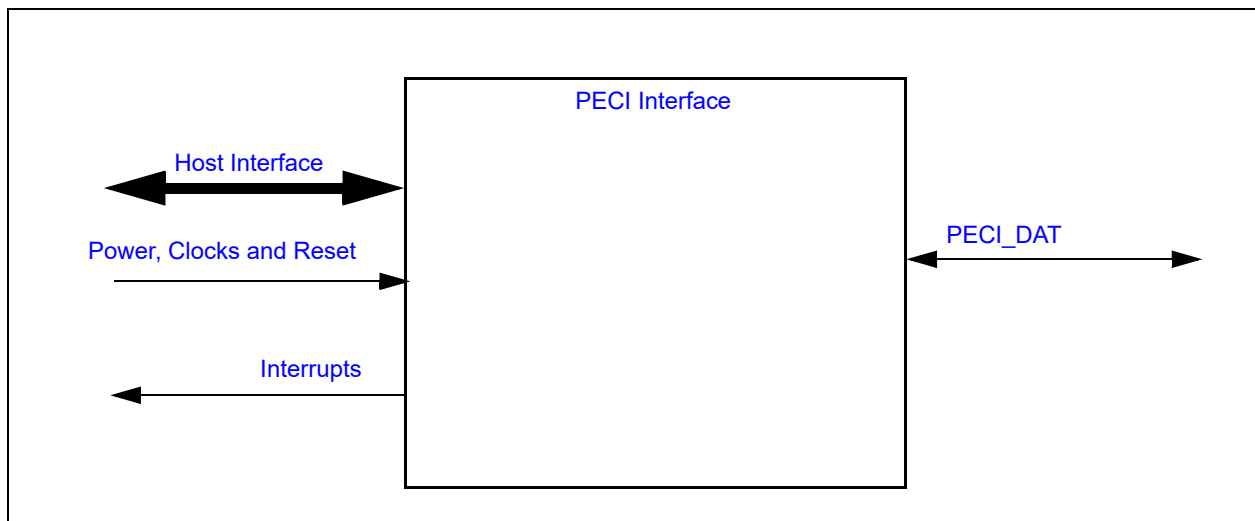 PECI Interface
Host Interface
Power, Clocks and Reset
PECI_DAT
Interrupts